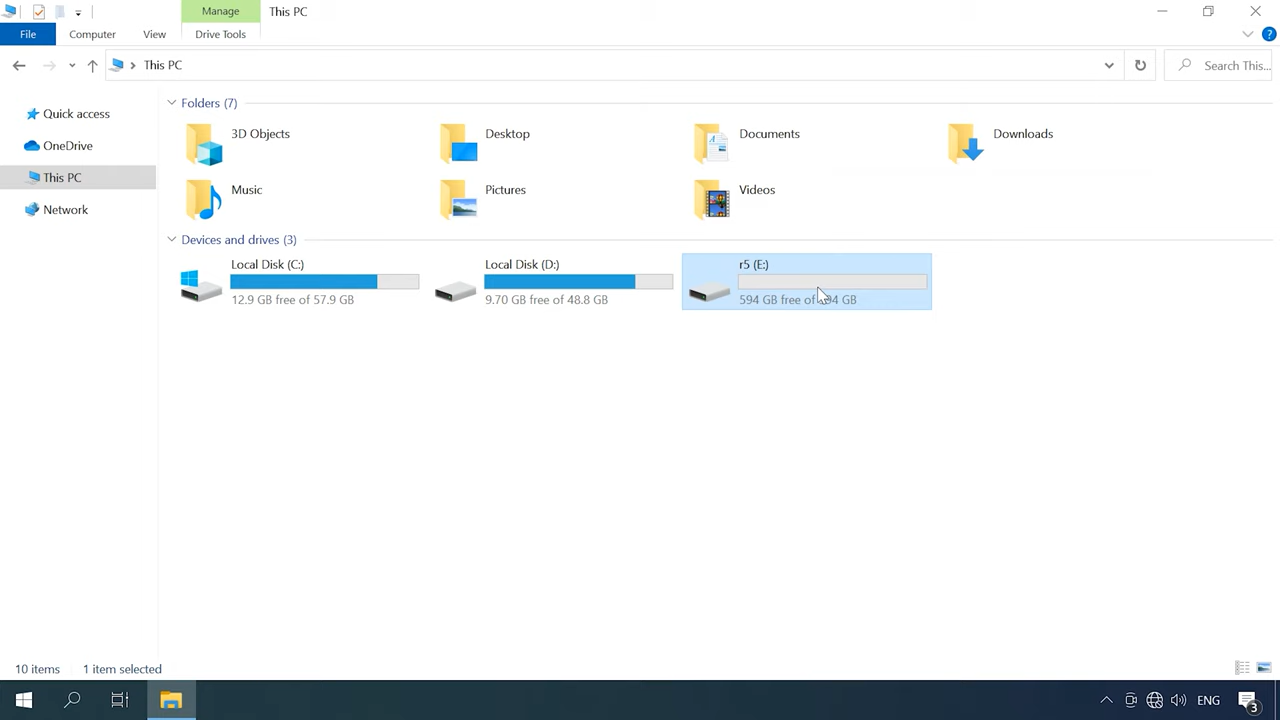 Manage
This PC
File
Computer
View
Drive Tools
This PC
Search This...
Quick access
OneDrive
This PC
Network
Folders (7)
3D Objects
Desktop
Documents
Downloads
Music
Pictures
Videos
Devices and drives (3)
Local Disk (C:)
12.9 GB free of 57.9 GB
Local Disk (D:)
9.70 GB free of 48.8 GB
r5 (E:)
594 GB free of 94 GB
10 items
1 item selected
ENG
3